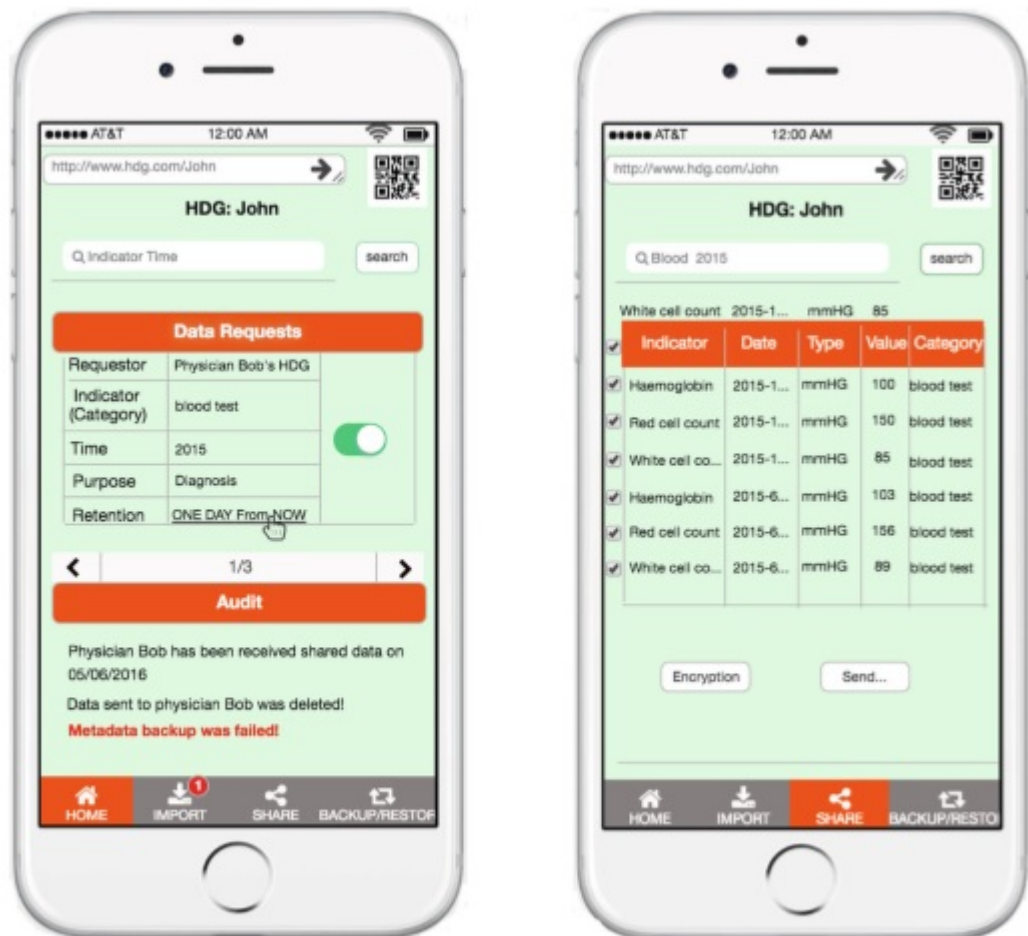 AT&T 12:00 AM
http://www.hdg.com/John
HDG: John
Indicator Time search
Data Requests
Requestor Physician Bob's HDG
Indicator
(Category) blood test
Time 2015
Purpose Diagnosis
Retention ONE DAY From NOW
1/3
Audit
Physician Bob has been received shared data on
05/06/2016
Data sent to physician Bob was deleted!
Metadata backup was failed!
1
HOME IMPORT SHARE BACKUP/RESTOR
AT&T 12:00 AM
http://www.hdg.com/John
HDG: John
Blood 2015 search
White cell count 2015-1... mmHG 85
Indicator Date Type Value Category
Haemoglobin 2015-1... mmHG 100 blood test
Red cell count 2015-1... mmHG 150 blood test
White cell co... 2015-1... mmHG 85 blood test
Haemoglobin 2015-6... mmHG 103 blood test
Red cell count 2015-6... mmHG 156 blood test
White cell co... 2015-6... mmHG 89 blood test
Encryption Send...
HOME IMPORT SHARE BACKUP/RESTO